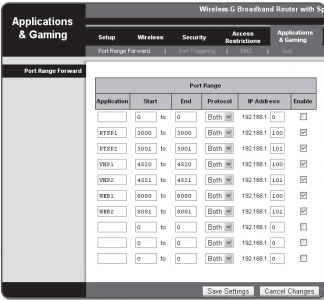 Wireless-G Broadband Router with Sp
Applications
& Gaming
Setup Wireless Security Access Restrictions Applications & Gaming
Port Range Forward | Port Triggering | DMZ | QoS
Port Range Forward
Port Range
Application Start End Protocol IP Address Enable
0 to 0 Both 192.168.1. 0
RTSP1 3000 to 3000 Both 192.168.1. 100
RTSP2 3001 to 3001 Both 192.168.1. 101
VNP1 4520 to 4520 Both 192.168.1. 100
VNP2 4521 to 4521 Both 192.168.1. 101
WEB1 8080 to 8080 Both 192.168.1. 100
WEB2 8081 to 8081 Both 192.168.1. 101
0 to 0 Both 192.168.1. 0
0 to 0 Both 192.168.1. 0
0 to 0 Both 192.168.1. 0
Save Settings Cancel Changes